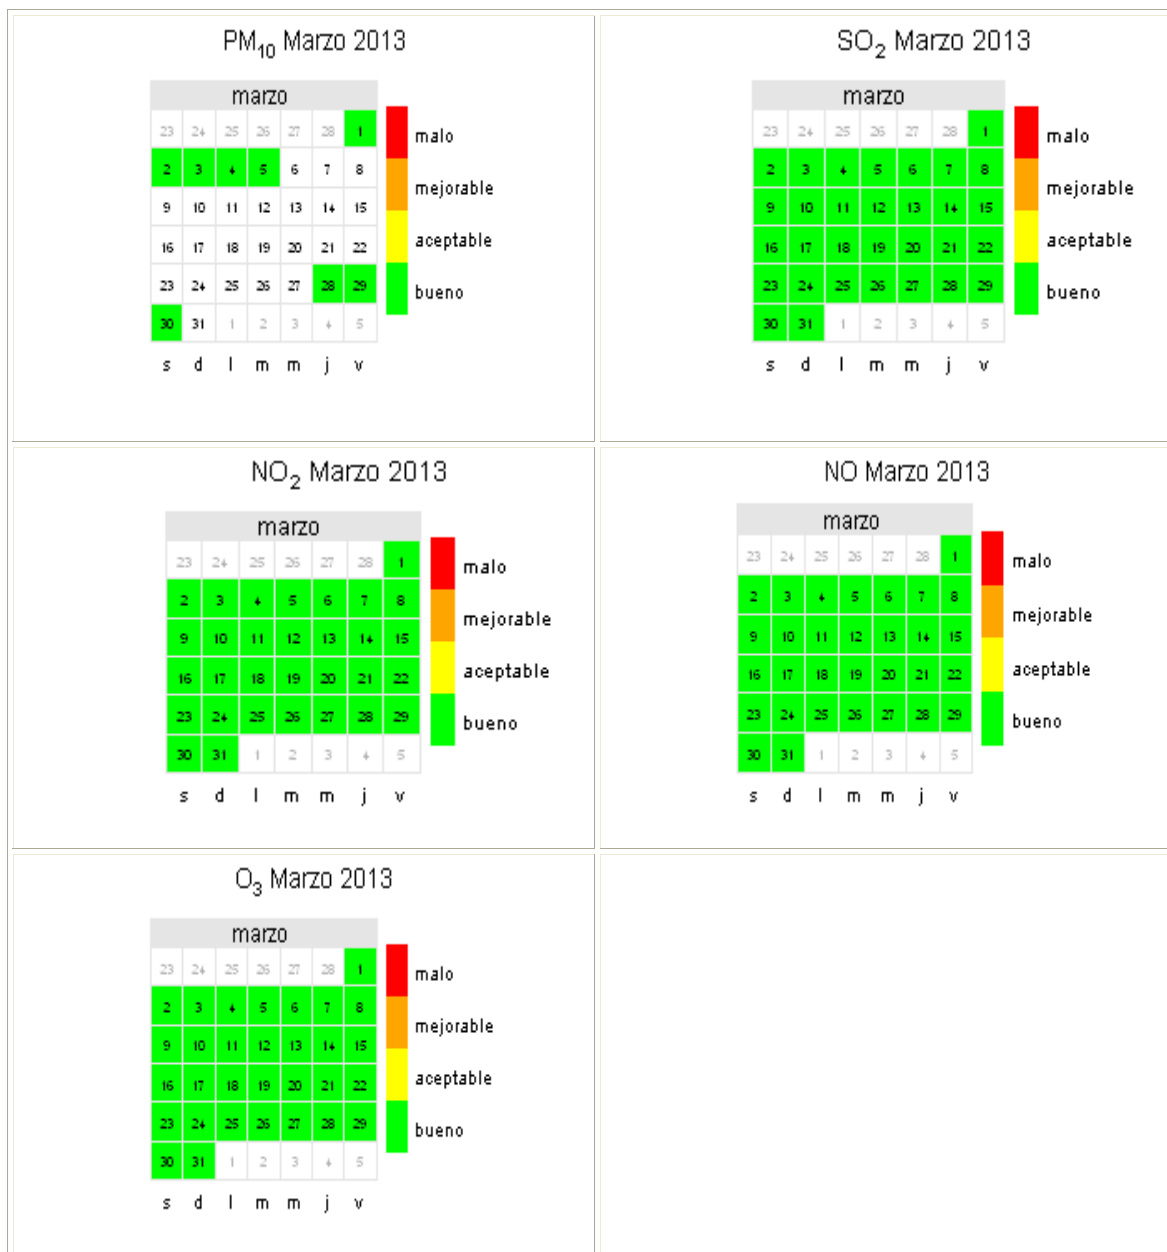 PM10 Marzo 2013
marzo
23 24 25 26 27 28 1
2 3 4 5 6 7 8
9 10 11 12 13 14 15
16 17 18 19 20 21 22
23 24 25 26 27 28 29
30 31 1 2 3 4 5
s d l m m j v
malo
mejorable
aceptable
bueno
SO2 Marzo 2013
marzo
23 24 25 26 27 28 1
2 3 4 5 6 7 8
9 10 11 12 13 14 15
16 17 18 19 20 21 22
23 24 25 26 27 28 29
30 31 1 2 3 4 5
s d l m m j v
malo
mejorable
aceptable
bueno
NO2 Marzo 2013
marzo
23 24 25 26 27 28 1
2 3 4 5 6 7 8
9 10 11 12 13 14 15
16 17 18 19 20 21 22
23 24 25 26 27 28 29
30 31 1 2 3 4 5
s d l m m j v
malo
mejorable
aceptable
bueno
NO Marzo 2013
marzo
23 24 25 26 27 28 1
2 3 4 5 6 7 8
9 10 11 12 13 14 15
16 17 18 19 20 21 22
23 24 25 26 27 28 29
30 31 1 2 3 4 5
s d l m m j v
malo
mejorable
aceptable
bueno
O3 Marzo 2013
marzo
23 24 25 26 27 28 1
2 3 4 5 6 7 8
9 10 11 12 13 14 15
16 17 18 19 20 21 22
23 24 25 26 27 28 29
30 31 1 2 3 4 5
s d l m m j v
malo
mejorable
aceptable
bueno